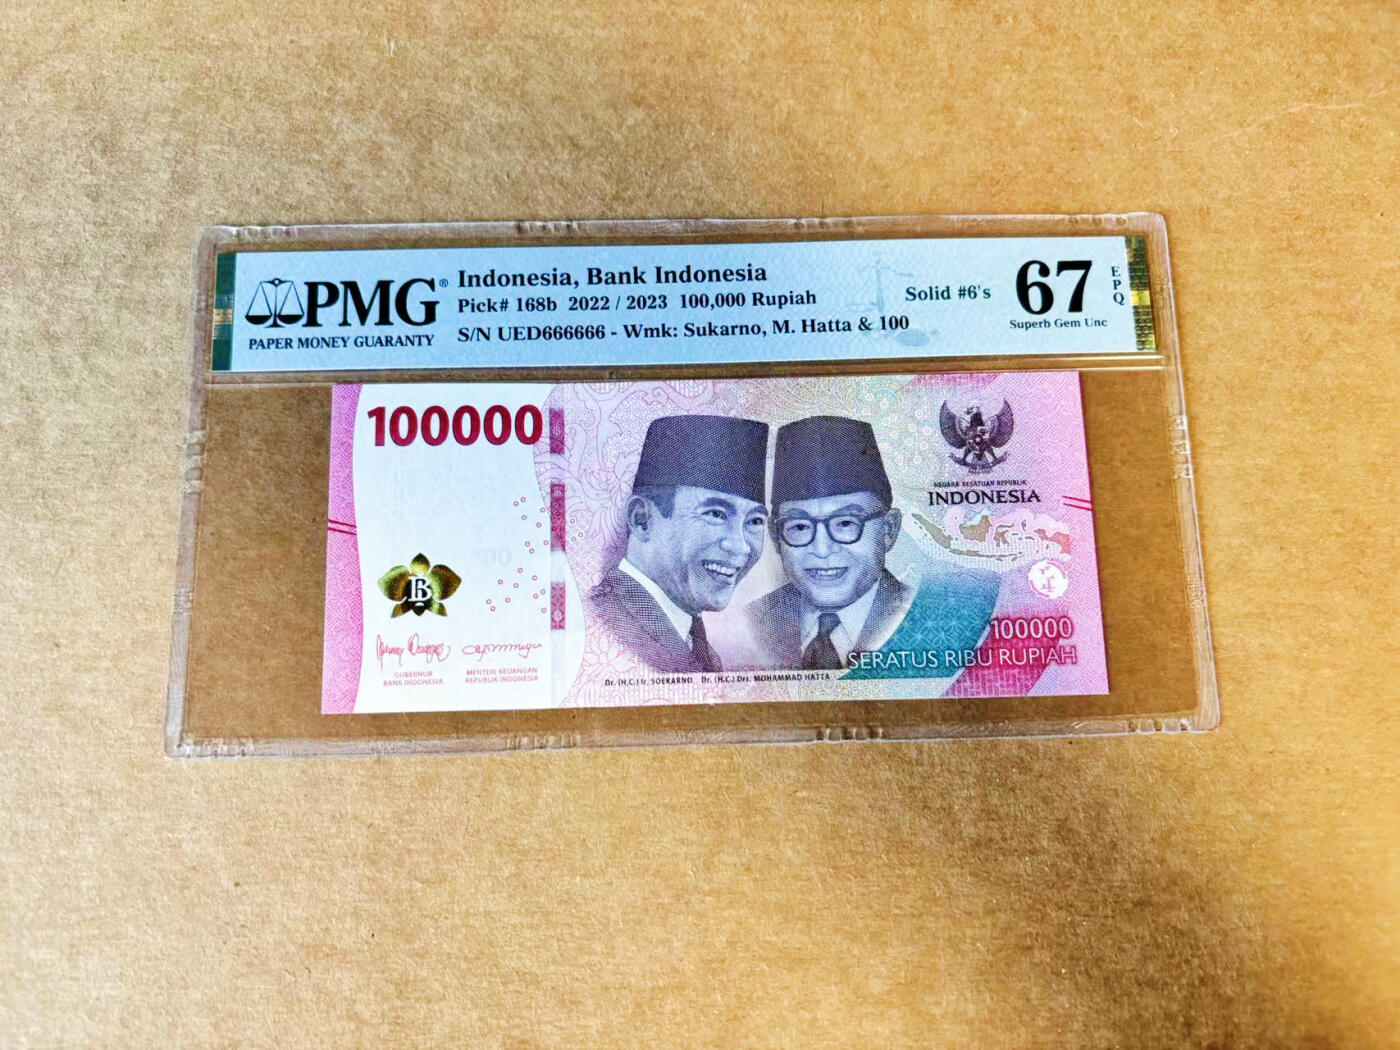 PMG®
PAPER MONEY GUARANTY
Indonesia, Bank Indonesia
Pick# 168b 2022 / 2023 100,000 Rupiah
S/N UED666666 - Wmk: Sukarno, M. Hatta & 100
Solid #6's
67
EPQ
Superb Gem Unc
100000
NEGARA KESATUAN REPUBLIK
INDONESIA
B
GUBERNUR
BANK INDONESIA
MENTERI KEUANGAN
REPUBLIK INDONESIA
100000
SERATUS RIBU RUPIAH
Dr. (H.C.) Ir. SOEKARNO Dr. (H.C.) Drs. MOHAMMAD HATTA